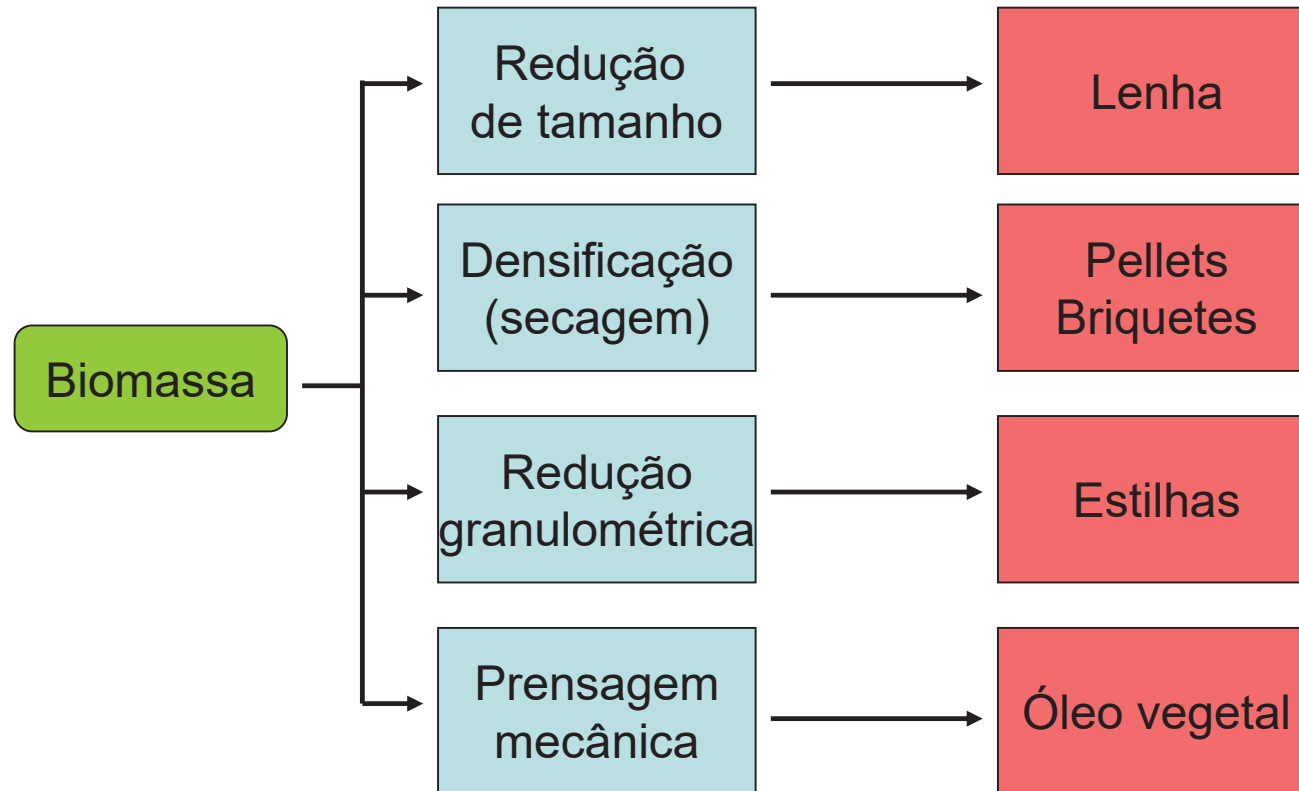 Biomassa
Redução
de tamanho
Lenha
Densificação
(secagem)
Pellets
Briquetes
Redução
granulométrica
Estilhas
Prensagem
mecânica
Óleo vegetal